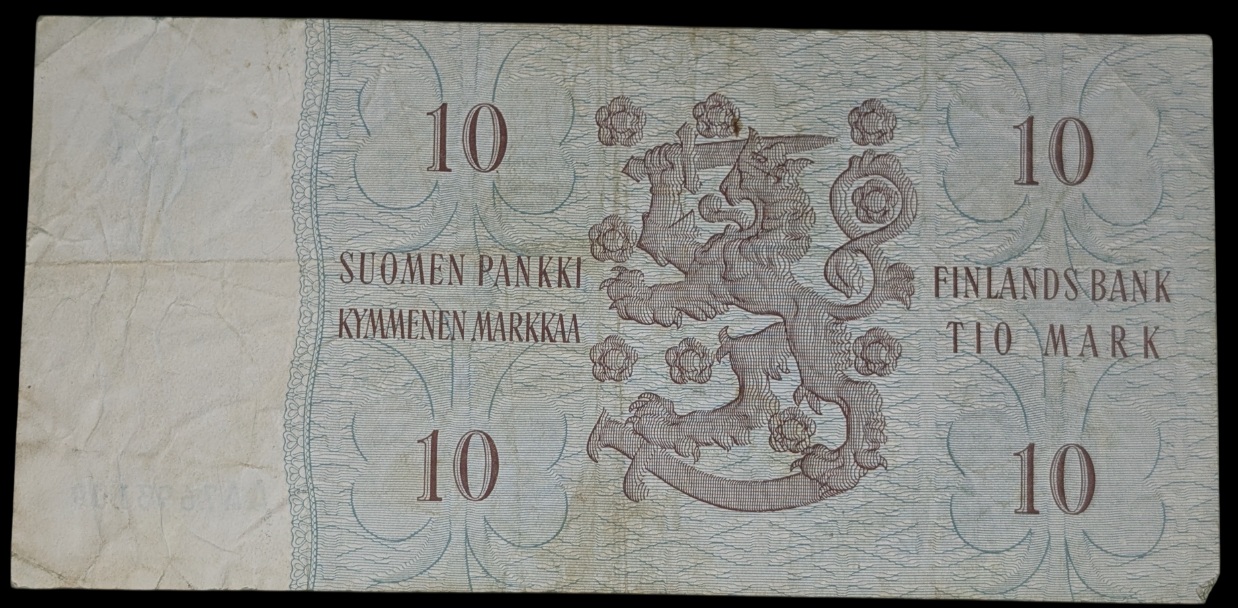 10
10
SUOMEN PANKKI
KYMMENEN MARKKAA
FINLANDS BANK
TIO MARK
10
10